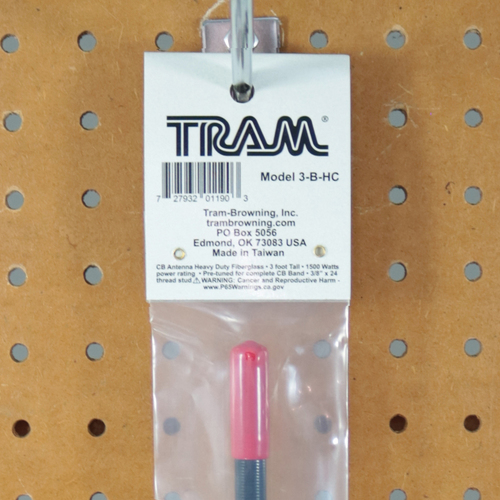 TRAM®
Model 3-B-HC
7 27932 01190 3
Tram-Browning, Inc.
trambrowning.com
PO Box 5056
Edmond, OK 73083 USA
Made in Taiwan
CB Antenna Heavy Duty Fiberglass • 3 foot Tall • 1500 Watts
power rating • Pre-tuned for complete CB Band • 3/8" x 24
thread stud ⚠WARNING: Cancer and Reproductive Harm -
www.P65Warnings.ca.gov